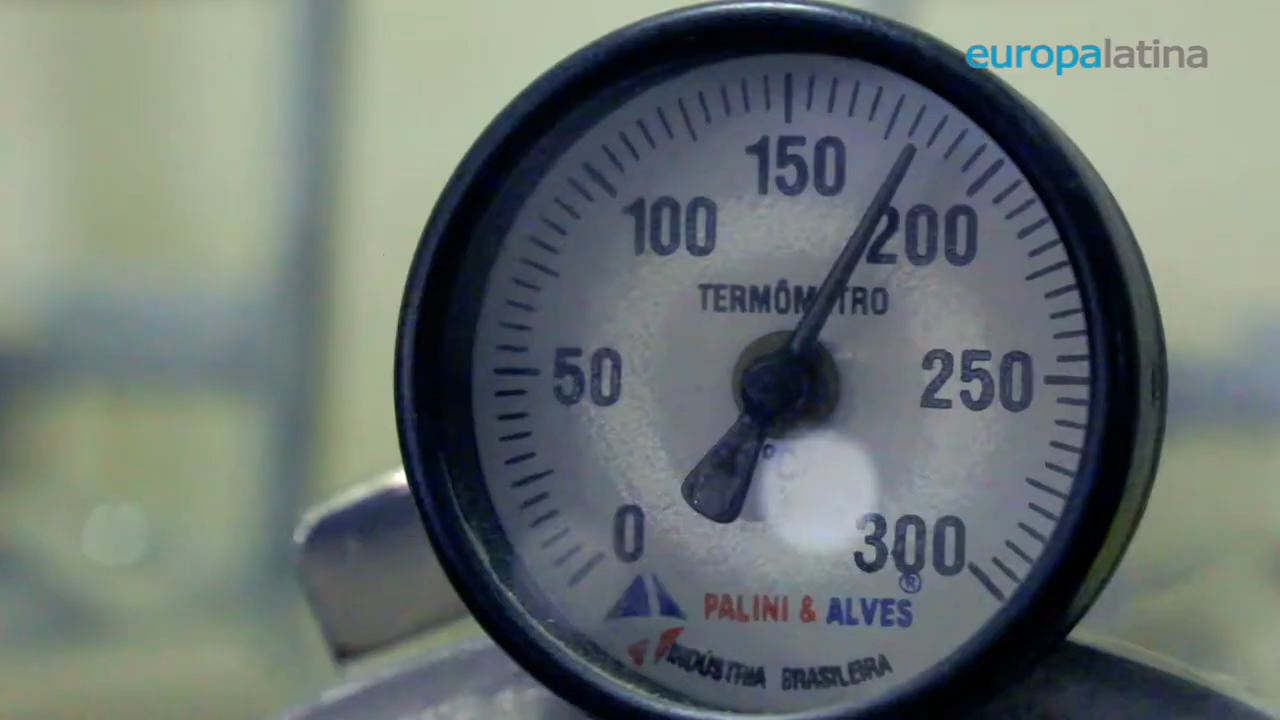 europalatina
150
100
200
TERMÔMETRO
50
250
°C
0
300
®
PALINI & ALVES
INDÚSTRIA BRASILEIRA